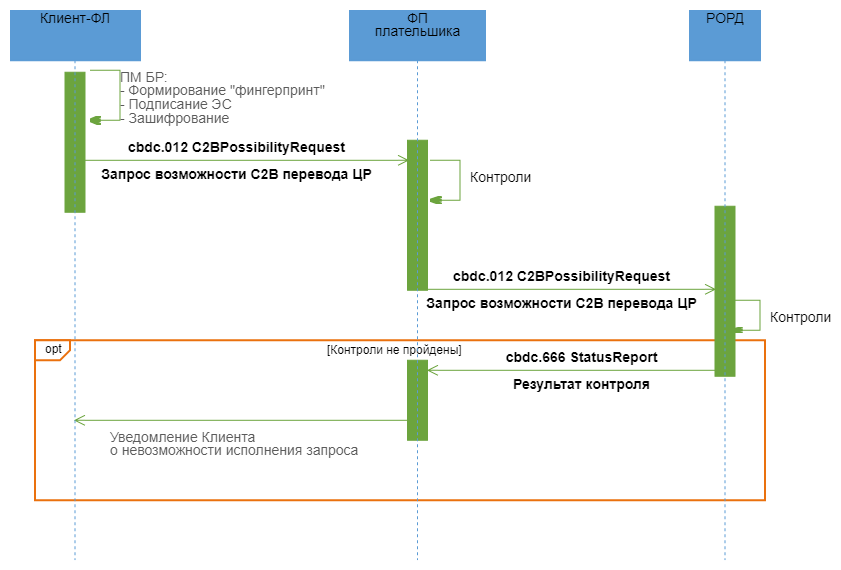 Клиент-ФЛ
ФП
плательшика
РОРД
ПМ БР:
- Формирование "фингерпринт"
- Подписание ЭС
- Зашифрование
cbdc.012 C2BPossibilityRequest
Запрос возможности C2B перевода ЦР
Контроли
cbdc.012 C2BPossibilityRequest
Запрос возможности C2B перевода ЦР
Контроли
opt
[Контроли не пройдены]
cbdc.666 StatusReport
Результат контроля
Уведомление Клиента
о невозможности исполнения запроса